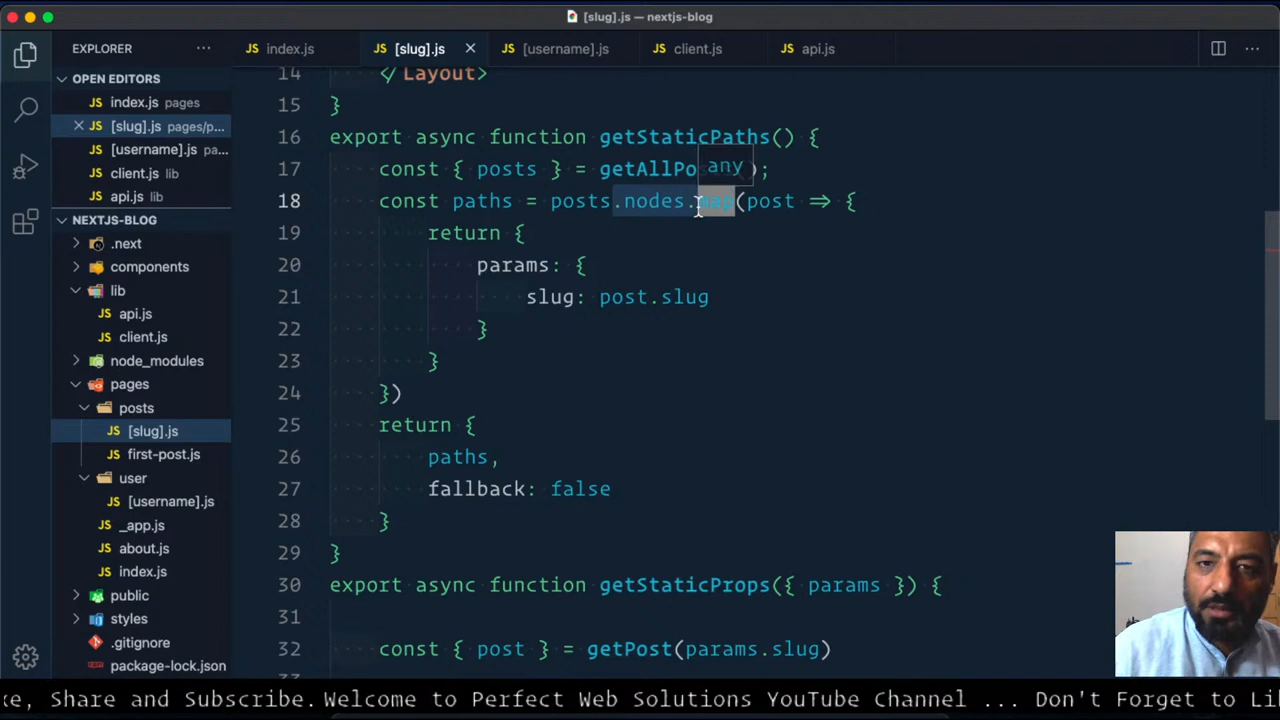 [slug].js — nextjs-blog
EXPLORER
index.js
[slug].js
[username].js
client.js
api.js
OPEN EDITORS
index.js pages
[slug].js pages/p...
[username].js pa...
client.js lib
api.js lib
NEXTJS-BLOG
.next
components
lib
api.js
client.js
node_modules
pages
posts
[slug].js
first-post.js
user
[username].js
_app.js
about.js
index.js
public
styles
.gitignore
package-lock.json
14 </Layout>
15 }
16 export async function getStaticPaths() {
17 const { posts } = getAllPo );
any
18 const paths = posts.nodes.map(post => {
19 return {
20 params: {
21 slug: post.slug
22 }
23 }
24 })
25 return {
26 paths,
27 fallback: false
28 }
29 }
30 export async function getStaticProps({ params }) {
31
32 const { post } = getPost(params.slug)
ke, Share and Subscribe. Welcome to Perfect Web Solutions YouTube Channel ... Don't Forget to Li